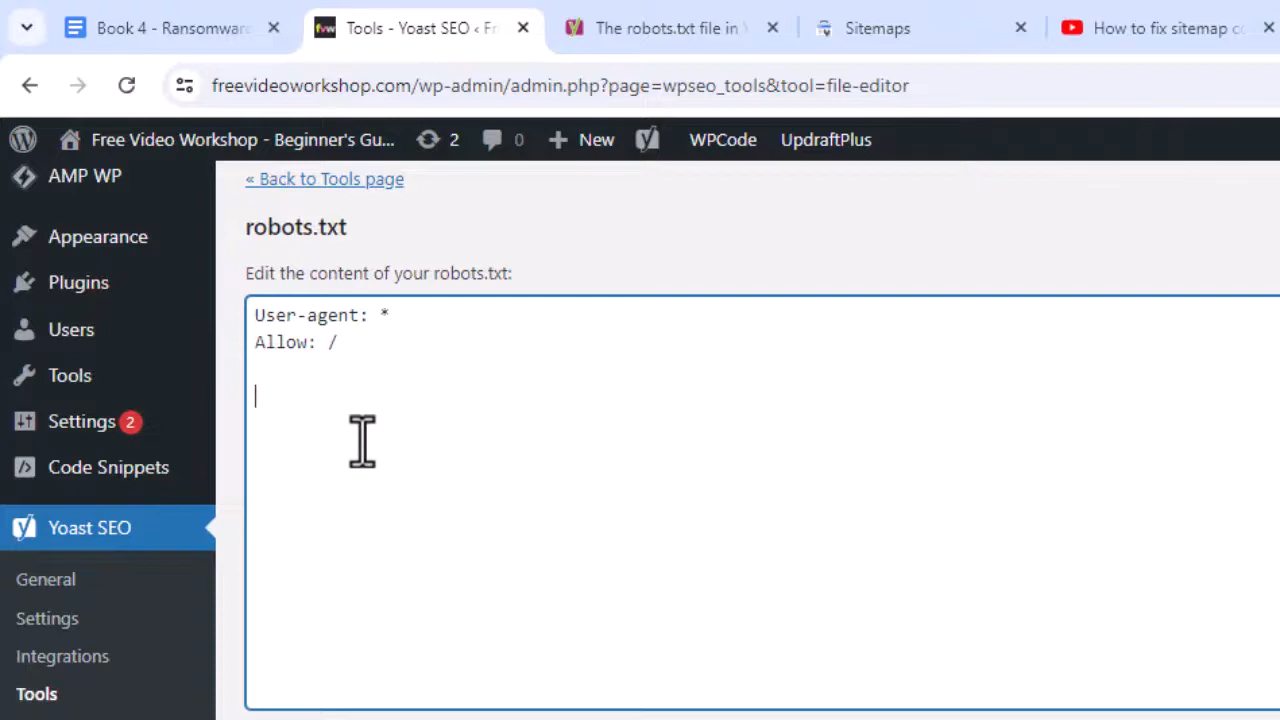 Book 4 - Ransomware
Tools - Yoast SEO ‹ Fr
The robots.txt file in
Sitemaps
How to fix sitemap co
freevideoworkshop.com/wp-admin/admin.php?page=wpseo_tools&tool=file-editor
Free Video Workshop - Beginner's Gu... 2 0 New WPCode UpdraftPlus
AMP WP
Appearance
Plugins
Users
Tools
Settings 2
Code Snippets
Yoast SEO
General
Settings
Integrations
Tools
« Back to Tools page
robots.txt
Edit the content of your robots.txt:
User-agent: *
Allow: /